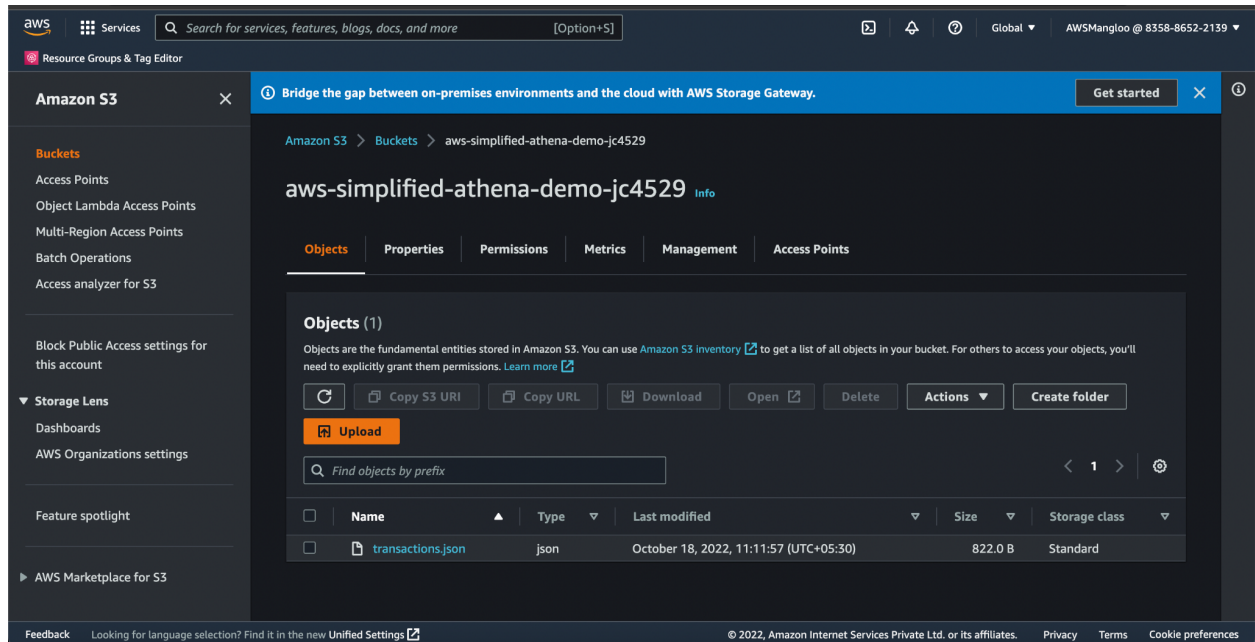 aws
Services
Search for services, features, blogs, docs, and more
[Option+S]
Global
AWSMangloo @ 8358-8652-2139
Resource Groups & Tag Editor
Amazon S3
Buckets
Access Points
Object Lambda Access Points
Multi-Region Access Points
Batch Operations
Access analyzer for S3
Block Public Access settings for
this account
Storage Lens
Dashboards
AWS Organizations settings
Feature spotlight
AWS Marketplace for S3
Bridge the gap between on-premises environments and the cloud with AWS Storage Gateway.
Get started
Amazon S3 > Buckets > aws-simplified-athena-demo-jc4529
aws-simplified-athena-demo-jc4529 Info
Objects Properties Permissions Metrics Management Access Points
Objects (1)
Objects are the fundamental entities stored in Amazon S3. You can use Amazon S3 inventory to get a list of all objects in your bucket. For others to access your objects, you'll
need to explicitly grant them permissions. Learn more
Copy S3 URI Copy URL Download Open Delete Actions Create folder
Upload
Find objects by prefix
1
Name Type Last modified Size Storage class
transactions.json json October 18, 2022, 11:11:57 (UTC+05:30) 822.0 B Standard
Feedback Looking for language selection? Find it in the new Unified Settings © 2022, Amazon Internet Services Private Ltd. or its affiliates. Privacy Terms Cookie preferences